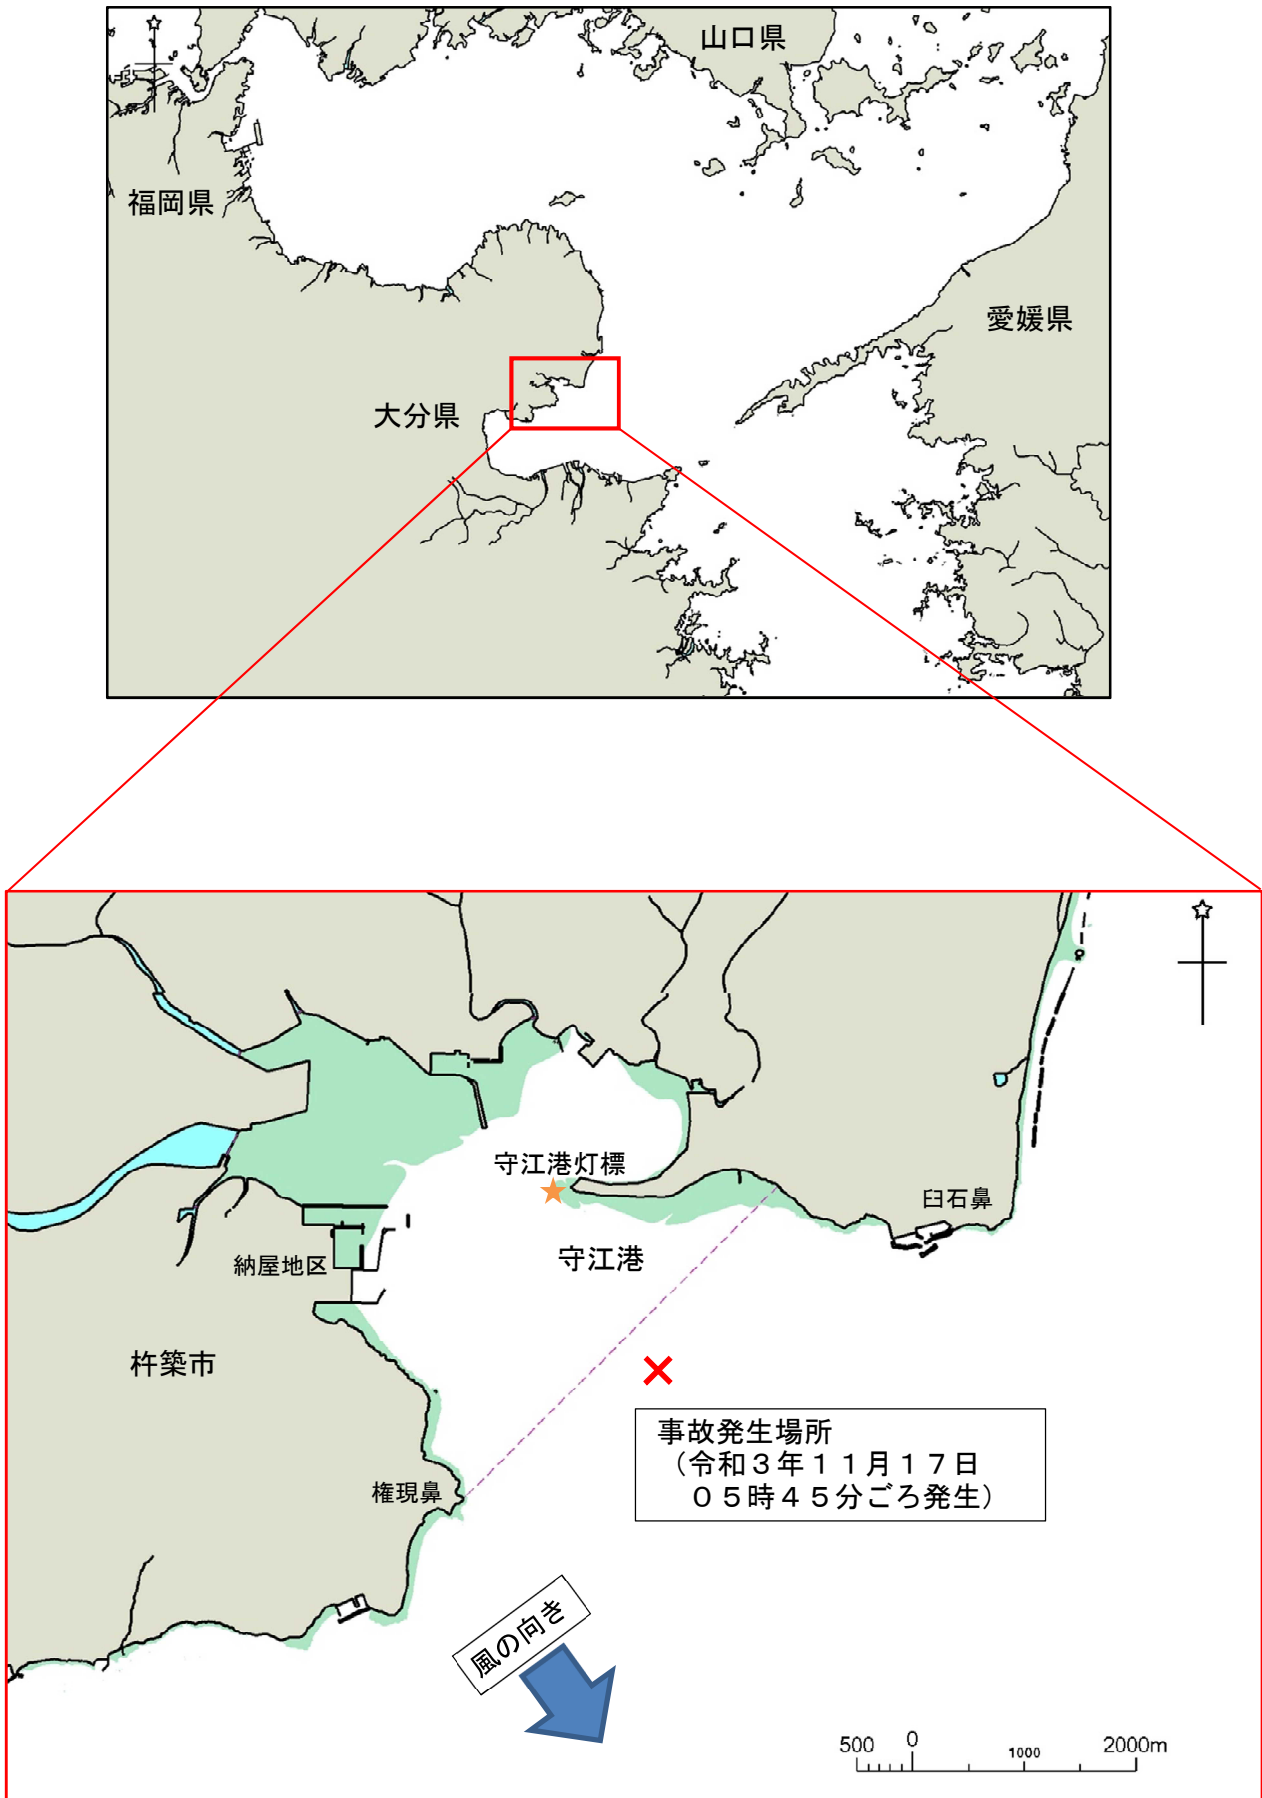 山口県
福岡県
愛媛県
大分県
守江港灯標
臼石鼻
守江港
納屋地区
杵築市
事故発生場所
(令和3年11月17日
05時45分ごろ発生)
権現鼻
風の向き
500 0 1000 2000m